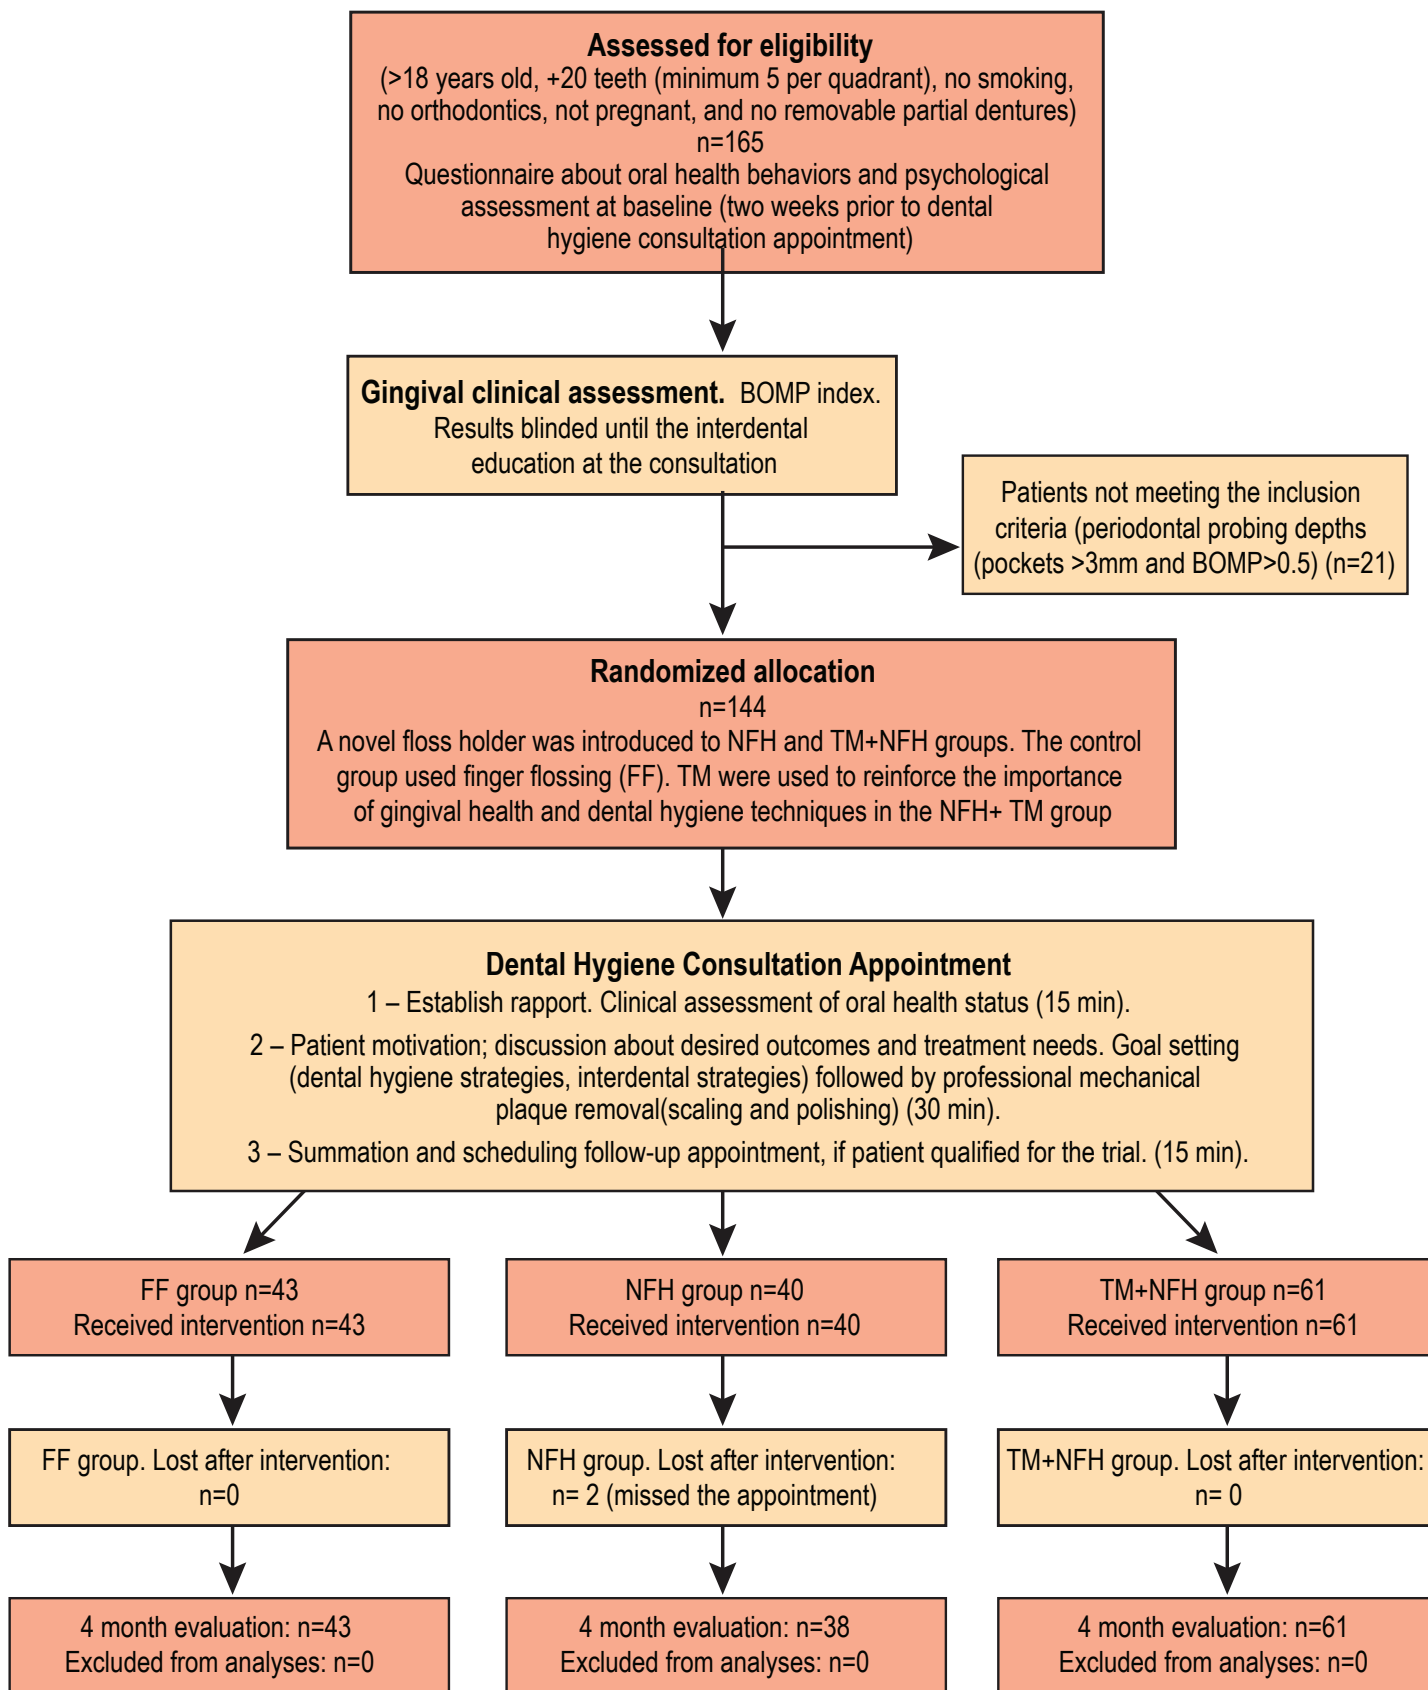 Assessed for eligibility
(>18 years old, +20 teeth (minimum 5 per quadrant), no smoking,
no orthodontics, not pregnant, and no removable partial dentures)
n=165
Questionnaire about oral health behaviors and psychological
assessment at baseline (two weeks prior to dental
hygiene consultation appointment)
Gingival clinical assessment. BOMP index.
Results blinded until the interdental
education at the consultation
Patients not meeting the inclusion
criteria (periodontal probing depths
(pockets >3mm and BOMP>0.5) (n=21)
Randomized allocation
n=144
A novel floss holder was introduced to NFH and TM+NFH groups. The control
group used finger flossing (FF). TM were used to reinforce the importance
of gingival health and dental hygiene techniques in the NFH+ TM group
Dental Hygiene Consultation Appointment
1 – Establish rapport. Clinical assessment of oral health status (15 min).
2 – Patient motivation; discussion about desired outcomes and treatment needs. Goal setting
(dental hygiene strategies, interdental strategies) followed by professional mechanical
plaque removal(scaling and polishing) (30 min).
3 – Summation and scheduling follow-up appointment, if patient qualified for the trial. (15 min).
FF group n=43
Received intervention n=43
NFH group n=40
Received intervention n=40
TM+NFH group n=61
Received intervention n=61
FF group. Lost after intervention:
n=0
NFH group. Lost after intervention:
n= 2 (missed the appointment)
TM+NFH group. Lost after intervention:
n= 0
4 month evaluation: n=43
Excluded from analyses: n=0
4 month evaluation: n=38
Excluded from analyses: n=0
4 month evaluation: n=61
Excluded from analyses: n=0